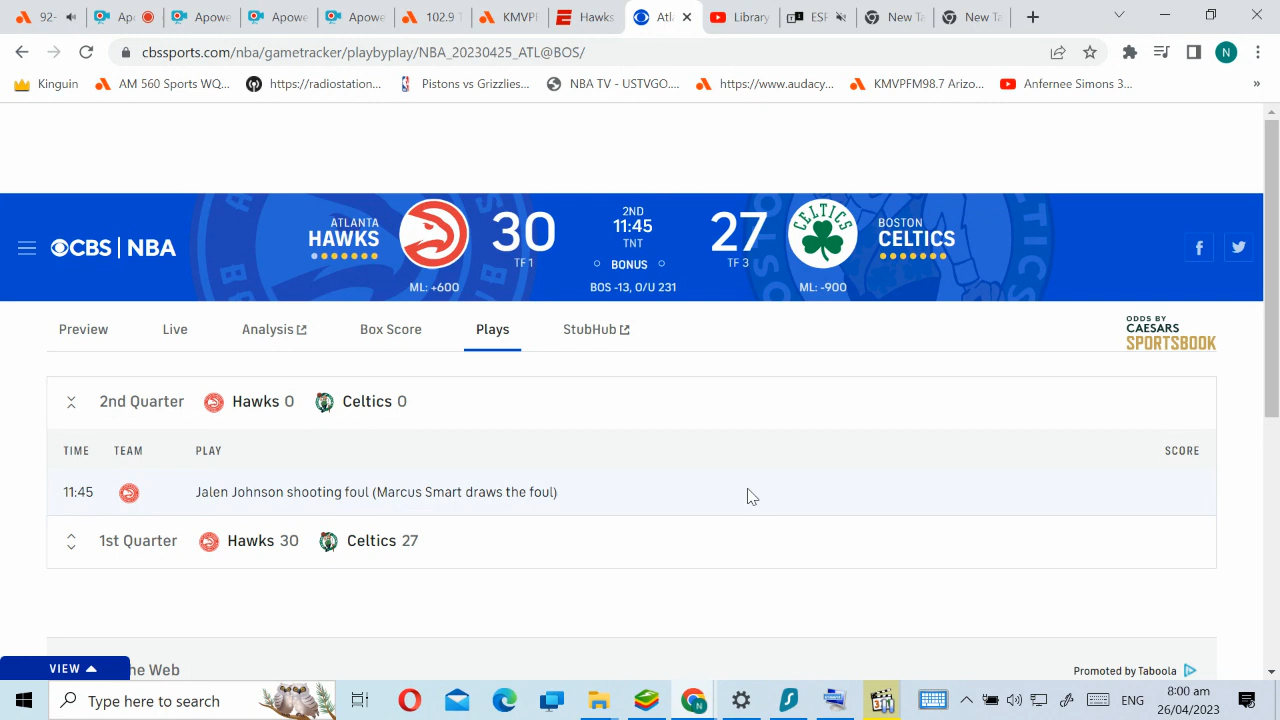 92-
Apc
Apowe
Apowe
Apowe
102.9 T
KMVPF
Hawks
Atl
Library
ESF
New Ta
New Ta
cbssports.com/nba/gametracker/playbyplay/NBA_20230425_ATL@BOS/
N
Kinguin
AM 560 Sports WQ...
https://radiostation...
Pistons vs Grizzlies...
NBA TV - USTVGO....
https://www.audacy...
KMVPFM98.7 Arizo...
Anfernee Simons 3...
»
CBS | NBA
ATLANTA
HAWKS
30
TF 1
ML: +600
2ND
11:45
TNT
BONUS
BOS -13, O/U 231
27
TF 3
CELTICS
ML: -900
BOSTON
CELTICS
Preview
Live
Analysis
Box Score
Plays
StubHub
ODDS BY
CAESARS
SPORTSBOOK
2nd Quarter Hawks 0 Celtics 0
TIME TEAM PLAY SCORE
11:45 Jalen Johnson shooting foul (Marcus Smart draws the foul)
1st Quarter Hawks 30 Celtics 27
VIEW
he Web
Promoted by Taboola
Type here to search
ENG
8:00 am
26/04/2023